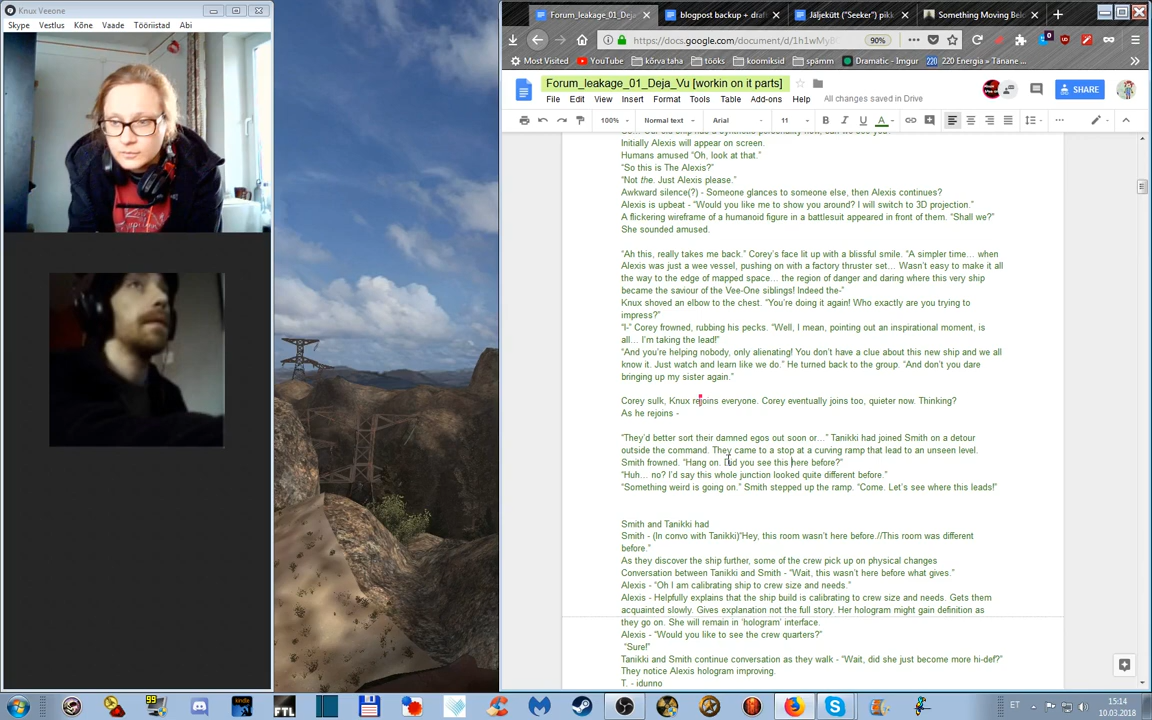 Knux Veeone
Skype Vestlus Kõne Vaade Tööriistad Abi
Forum_leakage_01_Deja_
blogpost backup + draf
Jäljekütt ("Seeker") pikk
Something Moving Bel
https://docs.google.com/document/d/1h1wMyB
90%
Most Visited YouTube kõrva taha tööks koomiksid spämm Dramatic - Imgur 220 Energia » Tänane ...
Forum_leakage_01_Deja_Vu [workin on it parts]
File Edit View Insert Format Tools Table Add-ons Help All changes saved in Drive
SHARE
100% Normal text Arial 11
Initially Alexis will appear on screen.
Humans amused “Oh, look at that.”
“So this is The Alexis?”
“Not the. Just Alexis please.”
Awkward silence(?) - Someone glances to someone else, then Alexis continues?
Alexis is upbeat - “Would you like me to show you around? I will switch to 3D projection.”
A flickering wireframe of a humanoid figure in a battlesuit appeared in front of them. “Shall we?”
She sounded amused.
“Ah this, really takes me back.” Corey’s face lit up with a blissful smile. “A simpler time… when
Alexis was just a wee vessel, pushing on with a factory thruster set… Wasn’t easy to make it all
the way to the edge of mapped space… the region of danger and daring where this very ship
became the saviour of the Vee-One siblings! Indeed the-”
Knux shoved an elbow to the chest. “You’re doing it again! Who exactly are you trying to
impress?”
“I-” Corey frowned, rubbing his pecks. “Well, I mean, pointing out an inspirational moment, is
all… I’m taking the lead!”
“And you’re helping nobody, only alienating! You don’t have a clue about this new ship and we all
know it. Just watch and learn like we do.” He turned back to the group. “And don’t you dare
bringing up my sister again.”
Corey sulk, Knux rejoins everyone. Corey eventually joins too, quieter now. Thinking?
As he rejoins -
“They’d better sort their damned egos out soon or…” Tanikki had joined Smith on a detour
outside the command. They came to a stop at a curving ramp that lead to an unseen level.
Smith frowned. “Hang on. Did you see this here before?”
“Huh… no? I’d say this whole junction looked quite different before.”
“Something weird is going on.” Smith stepped up the ramp. “Come. Let’s see where this leads!”
Smith and Tanikki had
Smith - (In convo with Tanikki)“Hey, this room wasn’t here before.//This room was different
before.”
As they discover the ship further, some of the crew pick up on physical changes
Conversation between Tanikki and Smith - “Wait, this wasn’t here before what gives.”
Alexis - “Oh I am calibrating ship to crew size and needs.”
Alexis - Helpfully explains that the ship build is calibrating to crew size and needs. Gets them
acquainted slowly. Gives explanation not the full story. Her hologram might gain definition as
they go on. She will remain in ‘hologram’ interface.
Alexis - “Would you like to see the crew quarters?”
“Sure!”
Tanikki and Smith continue conversation as they walk - “Wait, did she just become more hi-def?”
They notice Alexis hologram improving.
T. - idunno
99
kindle
FTL
ET
15:14
10.03.2018